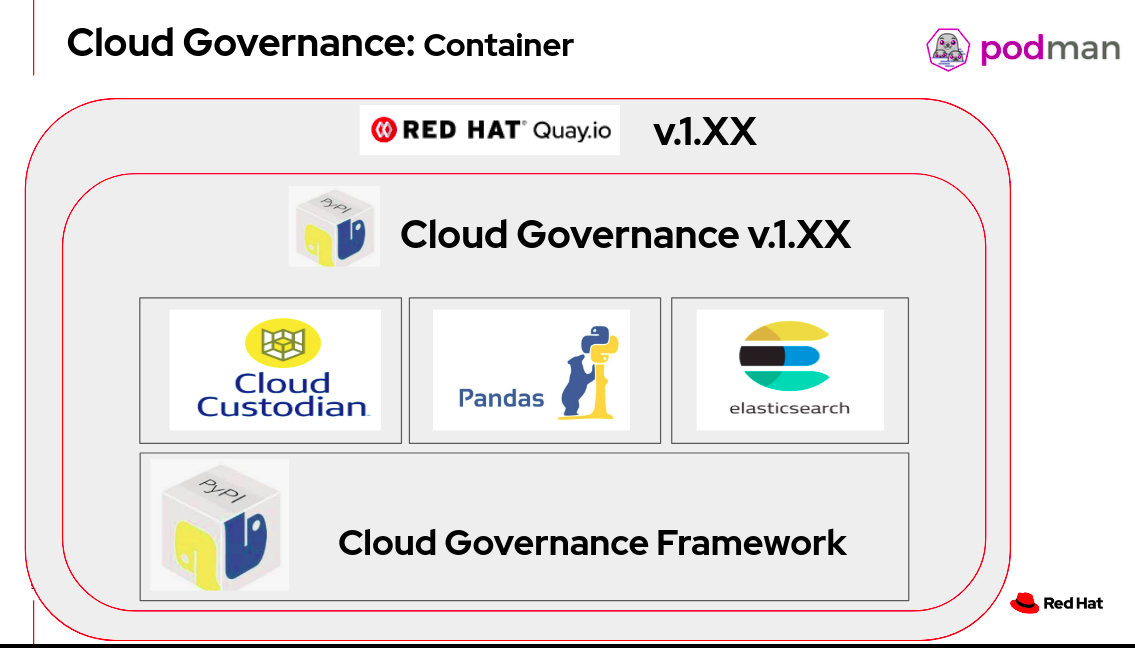 Cloud Governance: Container
podman
RED HAT® Quay.io
v.1.XX
PyPI
Cloud Governance v.1.XX
Cloud
Custodian
Pandas
elasticsearch
PyPI
Cloud Governance Framework
Red Hat